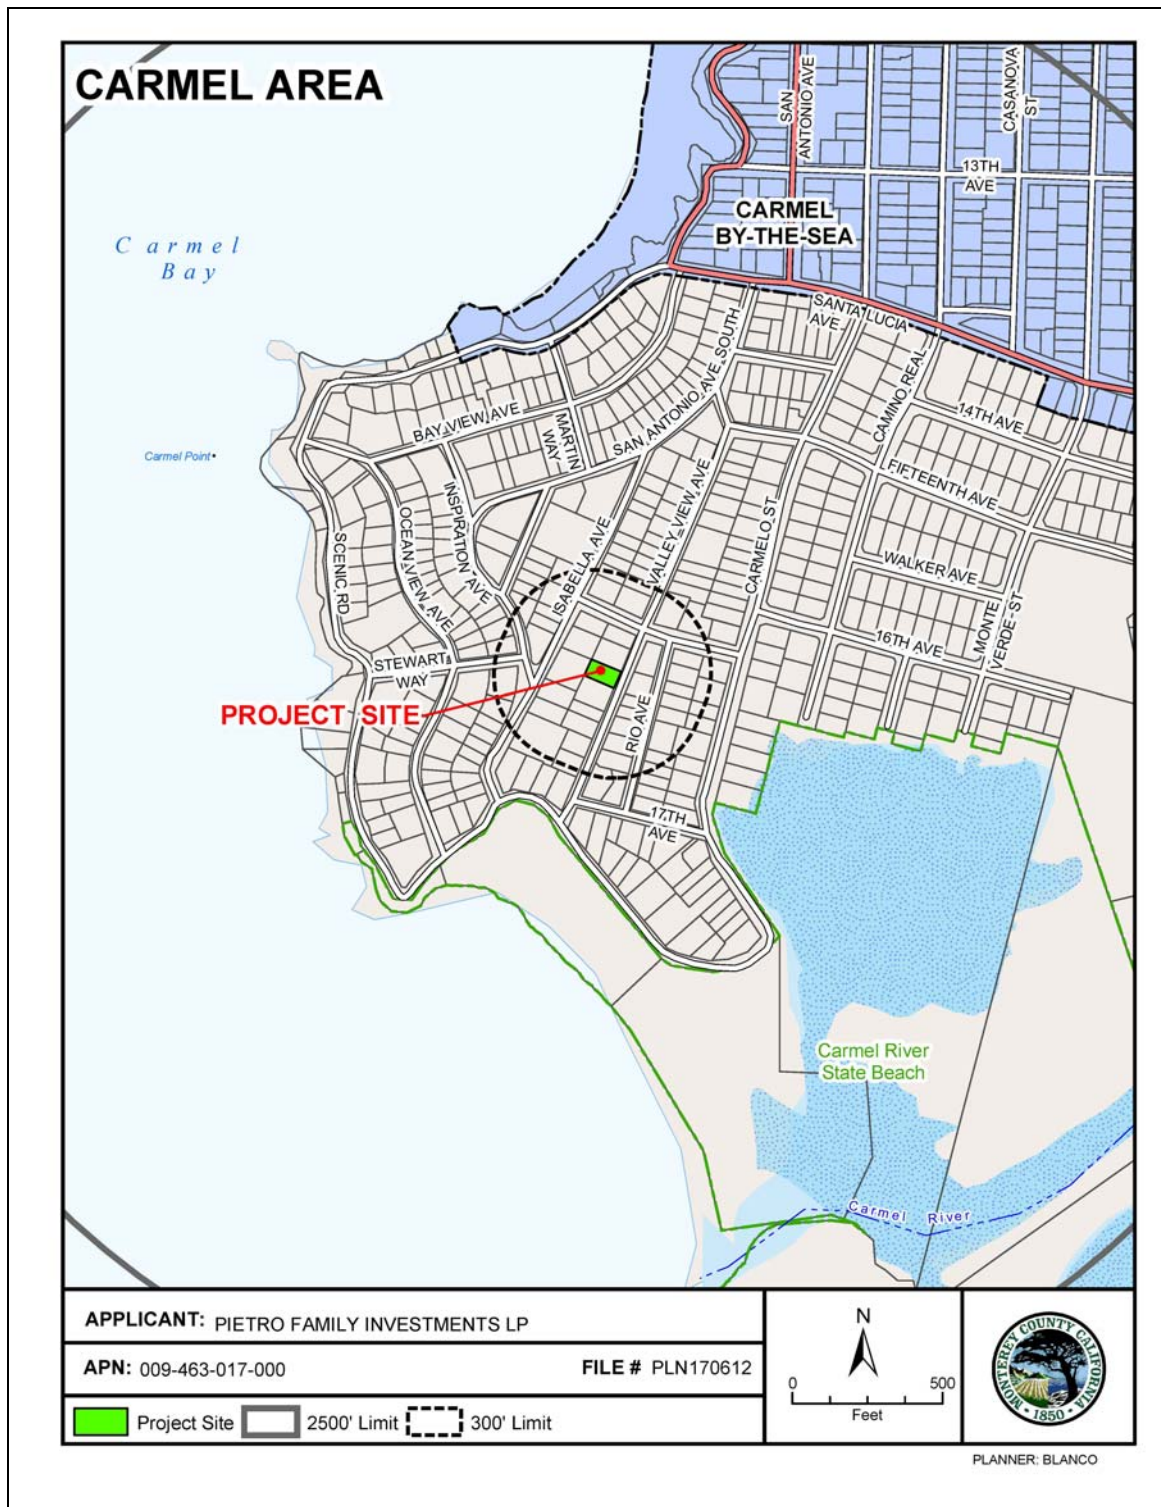 CARMEL AREA
SAN
ANTONIO AVE
CASANOVA
ST
13TH
AVE
CARMEL
BY-THE-SEA
Carmel
Bay
SANTA LUCIA
AVE
SAN ANTONIO AVE SOUTH
CAMINO REAL
14TH AVE
BAY VIEW AVE
MARTIN
WAY
Carmel Point
FIFTEENTH AVE
INSPIRATION AVE
OCEAN VIEW AVE
SCENIC RD
ISABELLA AVE
VALLEY VIEW AVE
CARMELO ST
WALKER AVE
MONTE
VERDE ST
16TH AVE
STEWART
WAY
PROJECT SITE
RIO AVE
17TH
AVE
Carmel River
State Beach
Carmel River
APPLICANT: PIETRO FAMILY INVESTMENTS LP
APN: 009-463-017-000
FILE # PLN170612
Project Site
2500' Limit
300' Limit
N
0 500
Feet
MONTEREY COUNTY CALIFORNIA
1850
PLANNER: BLANCO